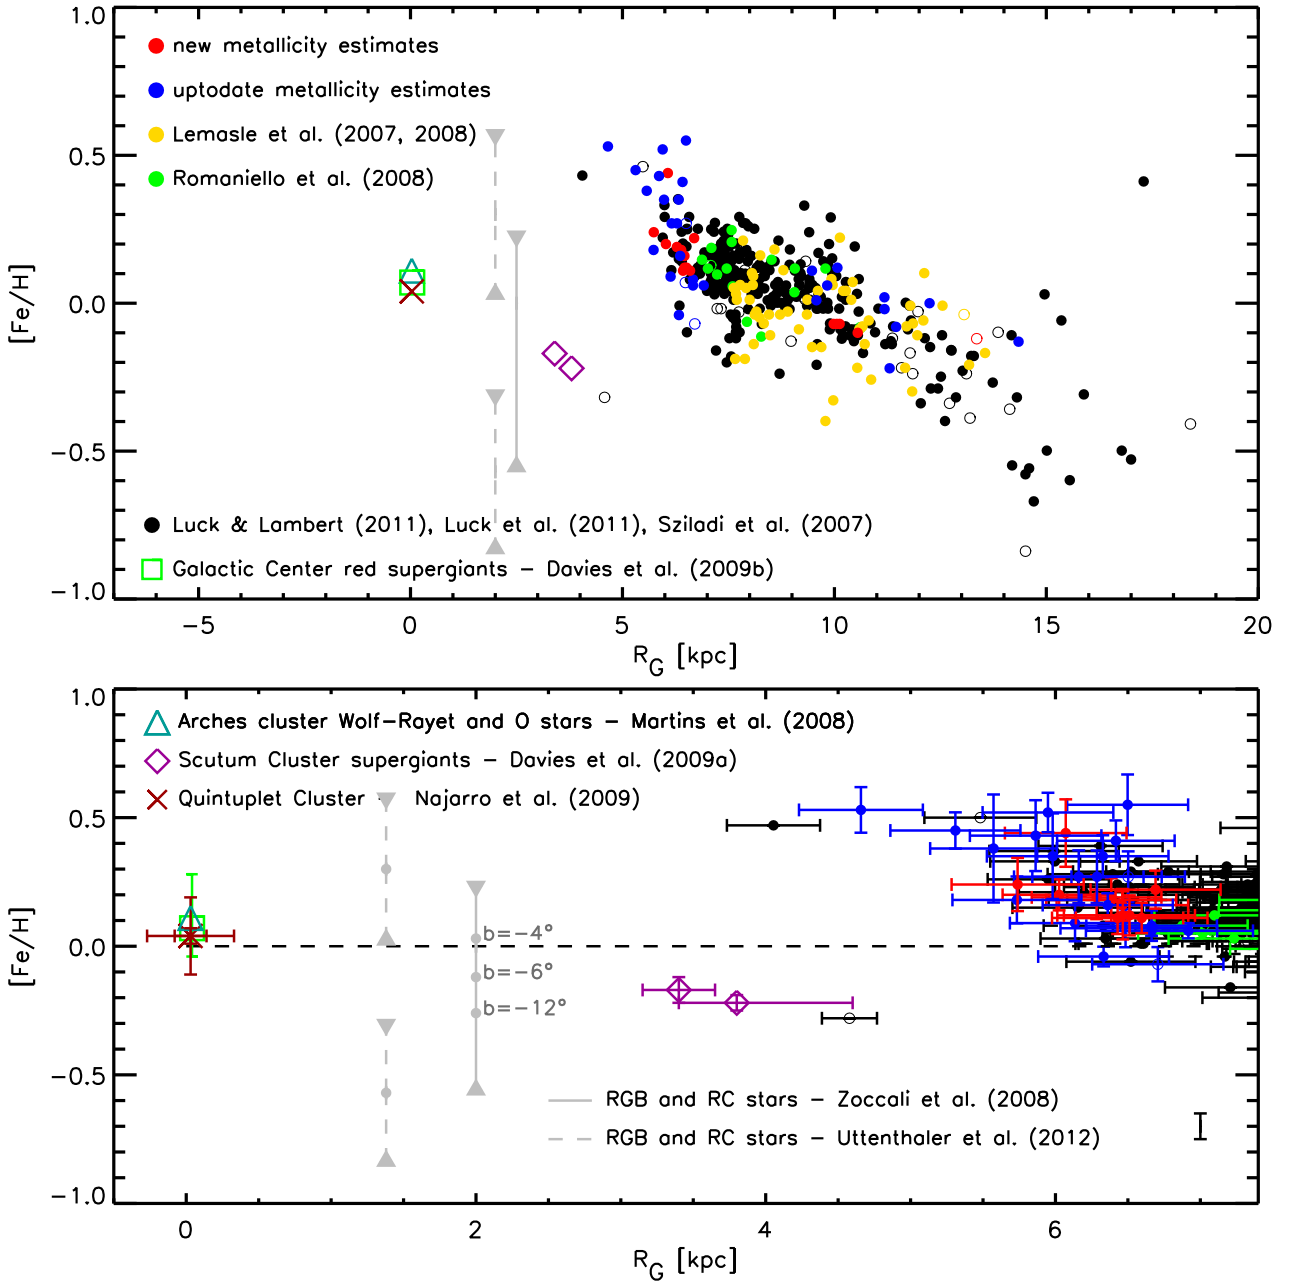 1.0
0.5
0.0
−0.5
−1.0
[Fe/H]
new metallicity estimates
uptodate metallicity estimates
Lemasle et al. (2007, 2008)
Romaniello et al. (2008)
Luck & Lambert (2011), Luck et al. (2011), Sziladi et al. (2007)
Galactic Center red supergiants − Davies et al. (2009b)
−5 0 5 10 15 20
RG [kpc]
1.0
0.5
0.0
−0.5
−1.0
[Fe/H]
Arches cluster Wolf−Rayet and O stars − Martins et al. (2008)
Scutum Cluster supergiants − Davies et al. (2009a)
Quintuplet Cluster − Najarro et al. (2009)
b=−4°
b=−6°
b=−12°
RGB and RC stars − Zoccali et al. (2008)
RGB and RC stars − Uttenthaler et al. (2012)
0 2 4 6
RG [kpc]